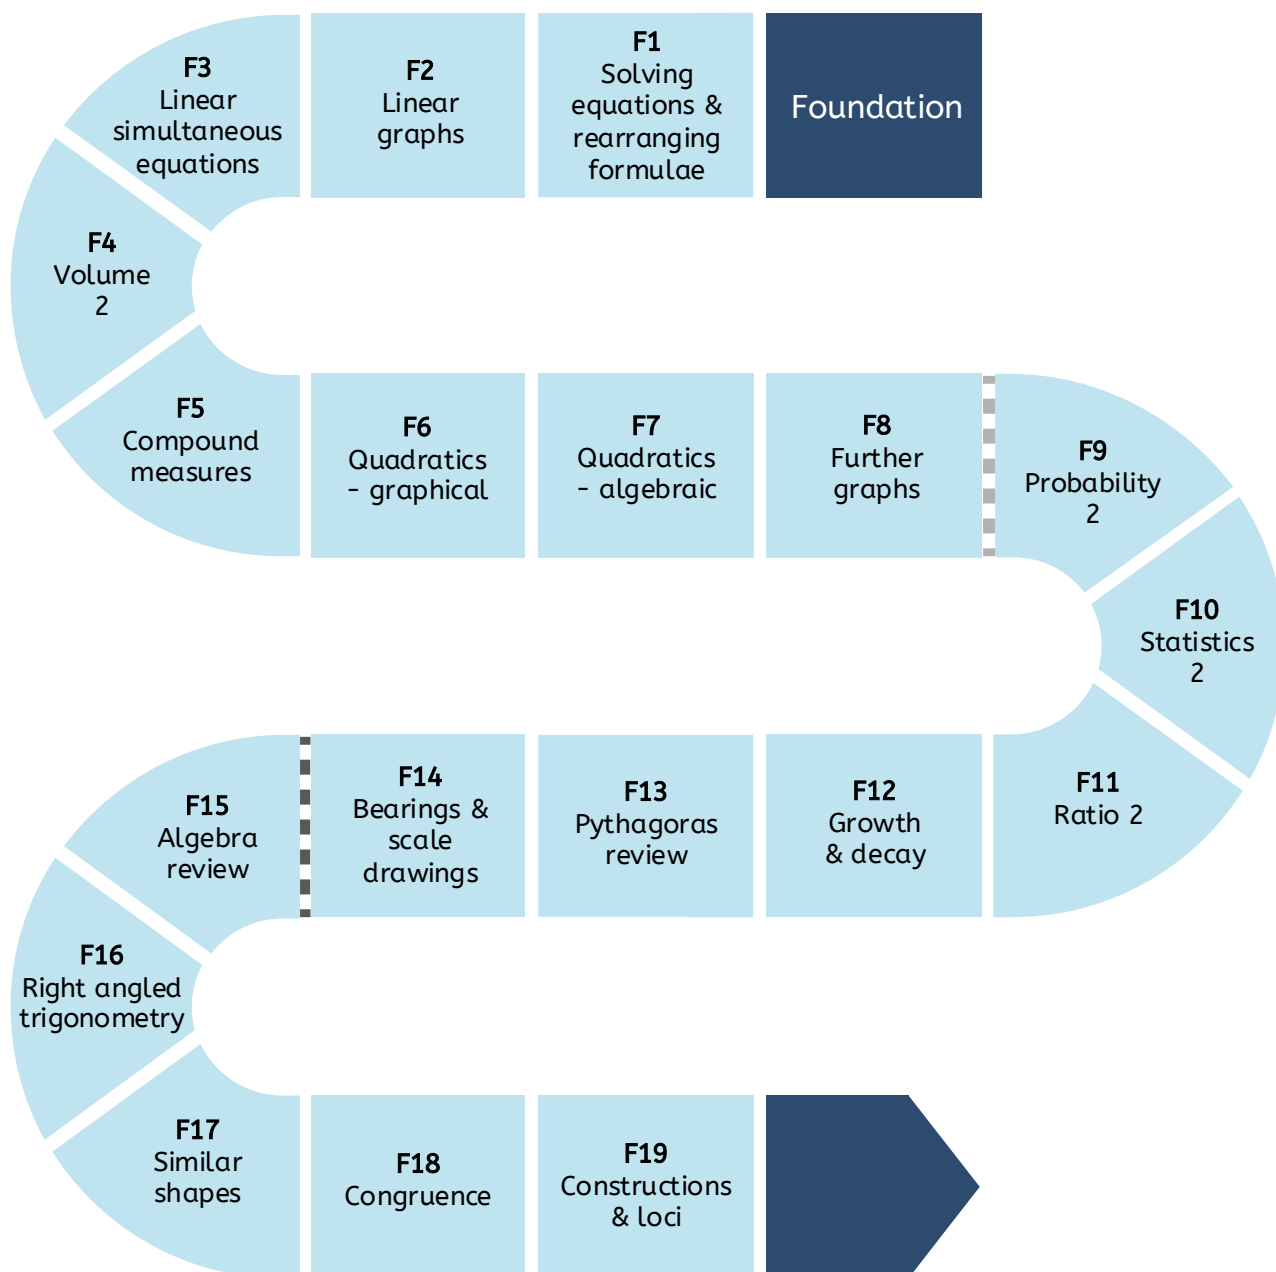 Foundation
F1
Solving
equations &
rearranging
formulae
F2
Linear
graphs
F3
Linear
simultaneous
equations
F4
Volume
2
F5
Compound
measures
F6
Quadratics
- graphical
F7
Quadratics
- algebraic
F8
Further
graphs
F9
Probability
2
F10
Statistics
2
F11
Ratio 2
F12
Growth
& decay
F13
Pythagoras
review
F14
Bearings &
scale
drawings
F15
Algebra
review
F16
Right angled
trigonometry
F17
Similar
shapes
F18
Congruence
F19
Constructions
& loci